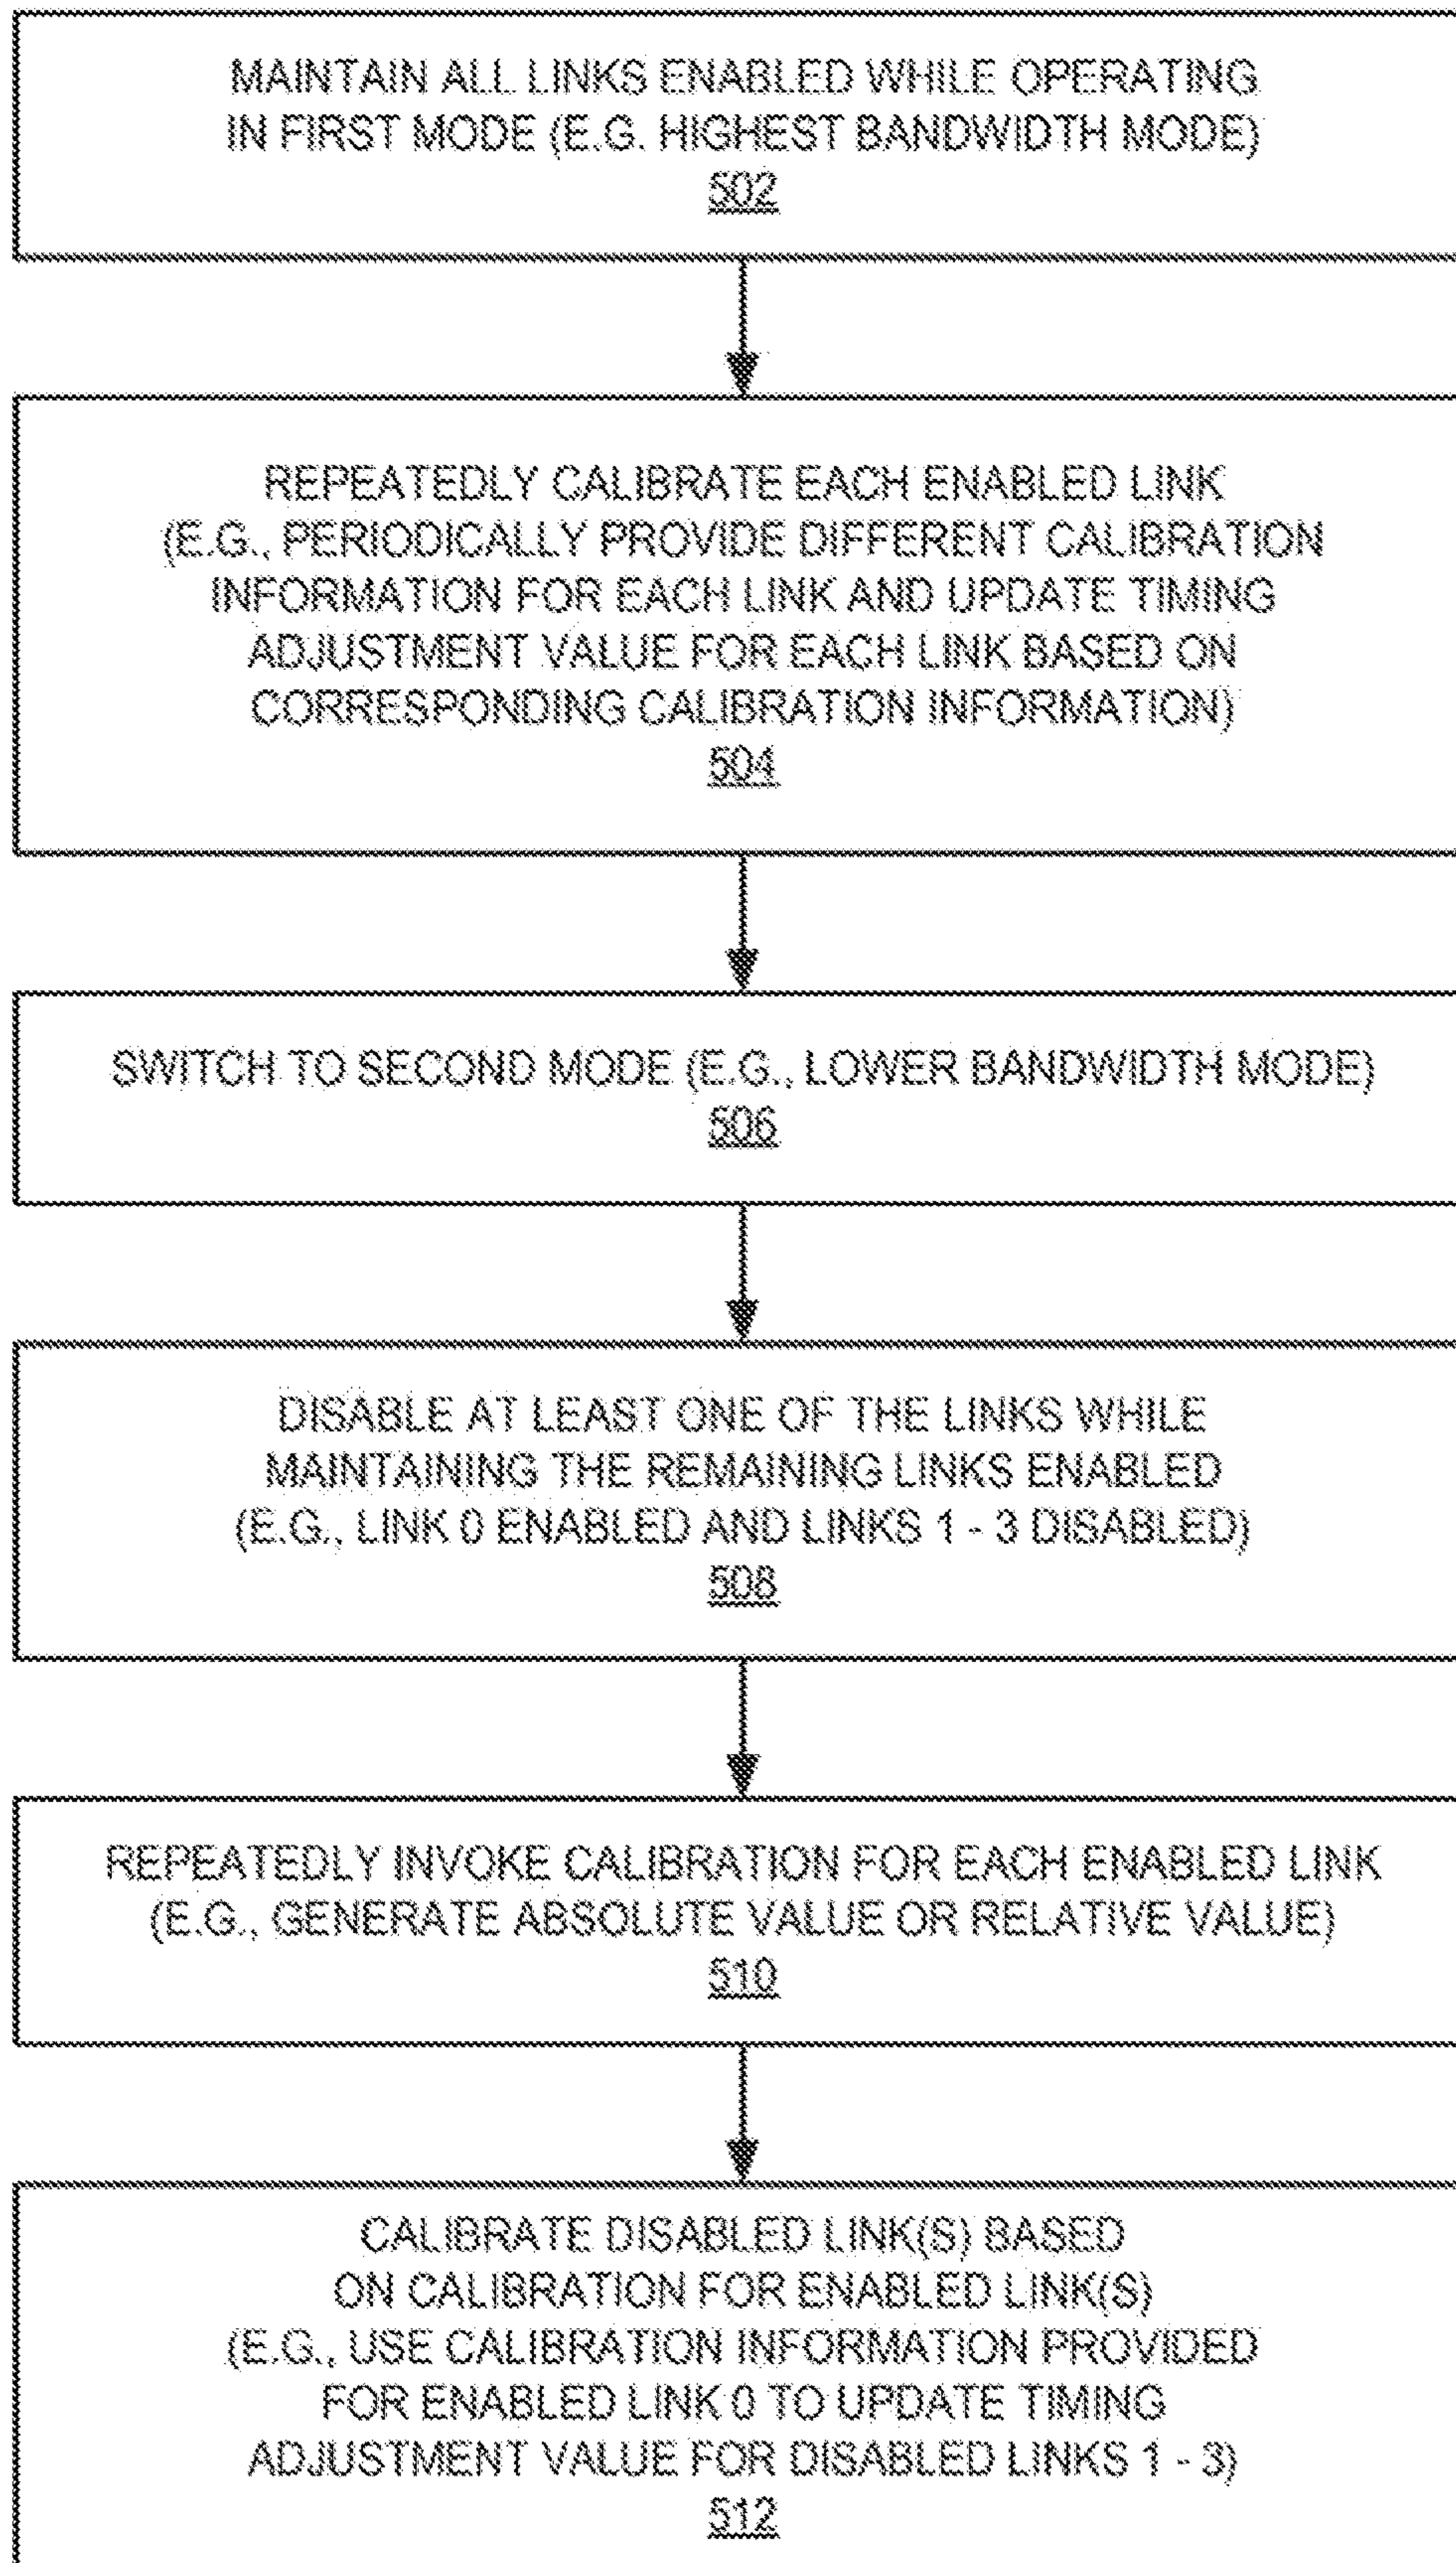 MAINTAIN ALL LINKS ENABLED WHILE OPERATING
IN FIRST MODE (E.G. HIGHEST BANDWIDTH MODE)
502
REPEATEDLY CALIBRATE EACH ENABLED LINK
(E.G., PERIODICALLY PROVIDE DIFFERENT CALIBRATION
INFORMATION FOR EACH LINK AND UPDATE TIMING
ADJUSTMENT VALUE FOR EACH LINK BASED ON
CORRESPONDING CALIBRATION INFORMATION)
504
SWITCH TO SECOND MODE (E.G., LOWER BANDWIDTH MODE)
506
DISABLE AT LEAST ONE OF THE LINKS WHILE
MAINTAINING THE REMAINING LINKS ENABLED
(E.G., LINK 0 ENABLED AND LINKS 1 - 3 DISABLED)
508
REPEATEDLY INVOKE CALIBRATION FOR EACH ENABLED LINK
(E.G., GENERATE ABSOLUTE VALUE OR RELATIVE VALUE)
510
CALIBRATE DISABLED LINK(S) BASED
ON CALIBRATION FOR ENABLED LINK(S)
(E.G., USE CALIBRATION INFORMATION PROVIDED
FOR ENABLED LINK 0 TO UPDATE TIMING
ADJUSTMENT VALUE FOR DISABLED LINKS 1 - 3)
512